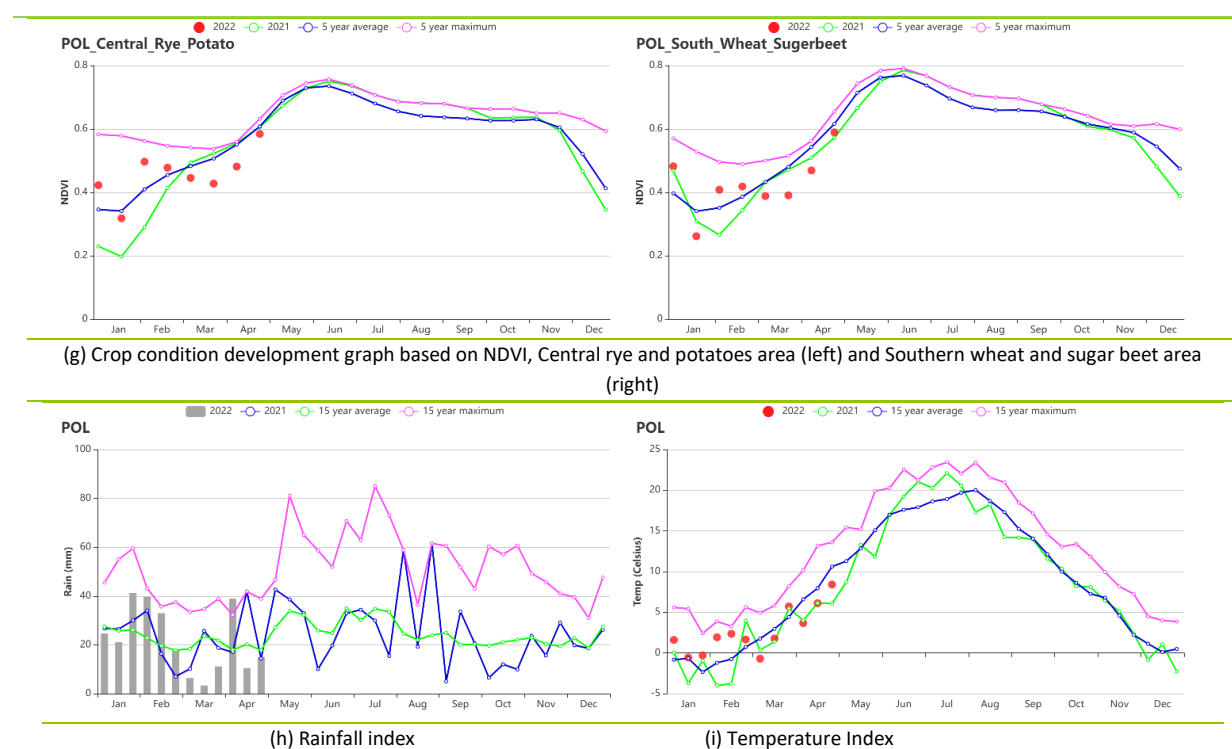 2022 2021 5 year average 5 year maximum
POL_Central_Rye_Potato
NDVI
0.8
0.6
0.4
0.2
0
Jan Feb Mar Apr May Jun Jul Aug Sep Oct Nov Dec
2022 2021 5 year average 5 year maximum
POL_South_Wheat_Sugerbeet
NDVI
0.8
0.6
0.4
0.2
0
Jan Feb Mar Apr May Jun Jul Aug Sep Oct Nov Dec
(g) Crop condition development graph based on NDVI, Central rye and potatoes area (left) and Southern wheat and sugar beet area
(right)
2022 2021 15 year average 15 year maximum
POL
Rain (mm)
100
80
60
40
20
0
Jan Feb Mar Apr May Jun Jul Aug Sep Oct Nov Dec
2022 2021 15 year average 15 year maximum
POL
Temp (Celsius)
25
20
15
10
5
0
-5
Jan Feb Mar Apr May Jun Jul Aug Sep Oct Nov Dec
(h) Rainfall index
(i) Temperature Index